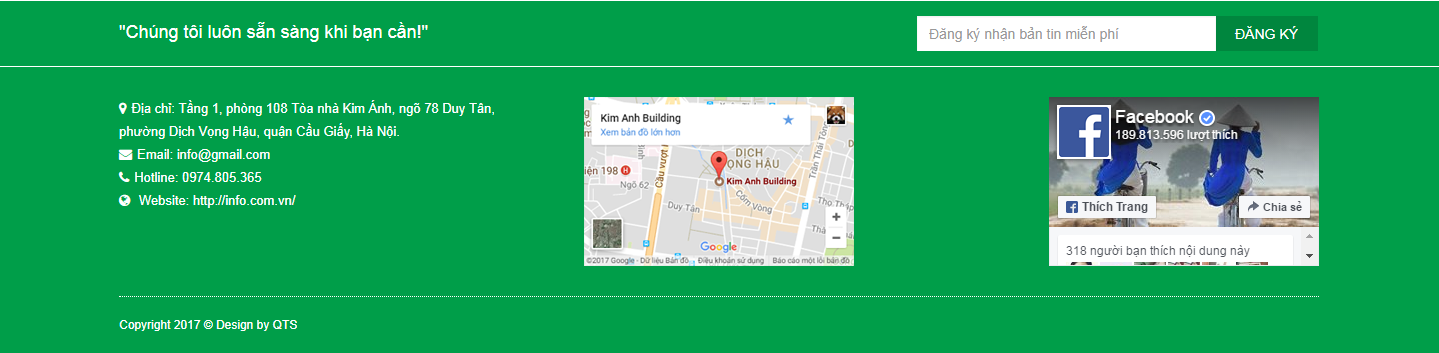 "Chúng tôi luôn sẵn sàng khi bạn cần!"
Đăng ký nhận bản tin miễn phí
ĐĂNG KÝ
Địa chỉ: Tầng 1, phòng 108 Tòa nhà Kim Ánh, ngõ 78 Duy Tân,
phường Dịch Vọng Hậu, quận Cầu Giấy, Hà Nội.
Email: info@gmail.com
Hotline: 0974.805.365
Website: http://info.com.vn/
Kim Anh Building
Xem bản đồ lớn hơn
DỊCH
VỌNG HẬU
Trần Thái Tông
iện 198
Kim Anh Building
Ngõ 62
Cầu vượt
Cốm Vòng
Duy Tân
Thọ Tháp
+
−
Google
©2017 Google - Dữ liệu Bản đồ
Điều khoản sử dụng
Báo cáo một lỗi bản đồ
f
Facebook
189.813.596 lượt thích
Thích Trang
Chia sẻ
318 người bạn thích nội dung này
Copyright 2017 © Design by QTS